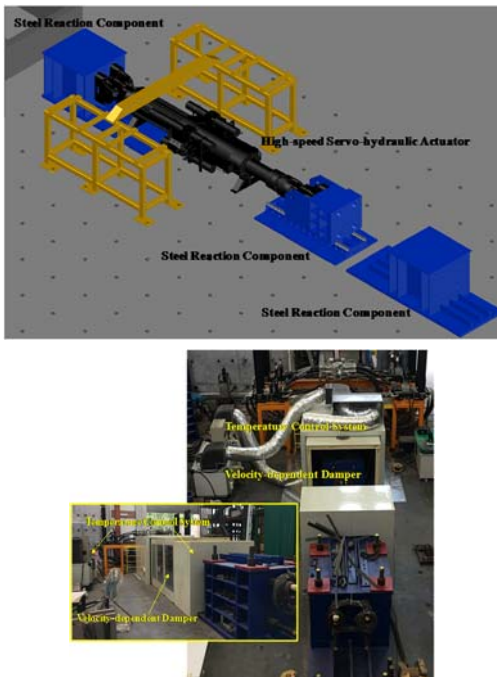 Steel Reaction Component
High-speed Servo-hydraulic Actuator
Steel Reaction Component
Steel Reaction Component
Temperature Control System
Velocity-dependent Damper
Temperature Control System
Velocity-dependent Damper